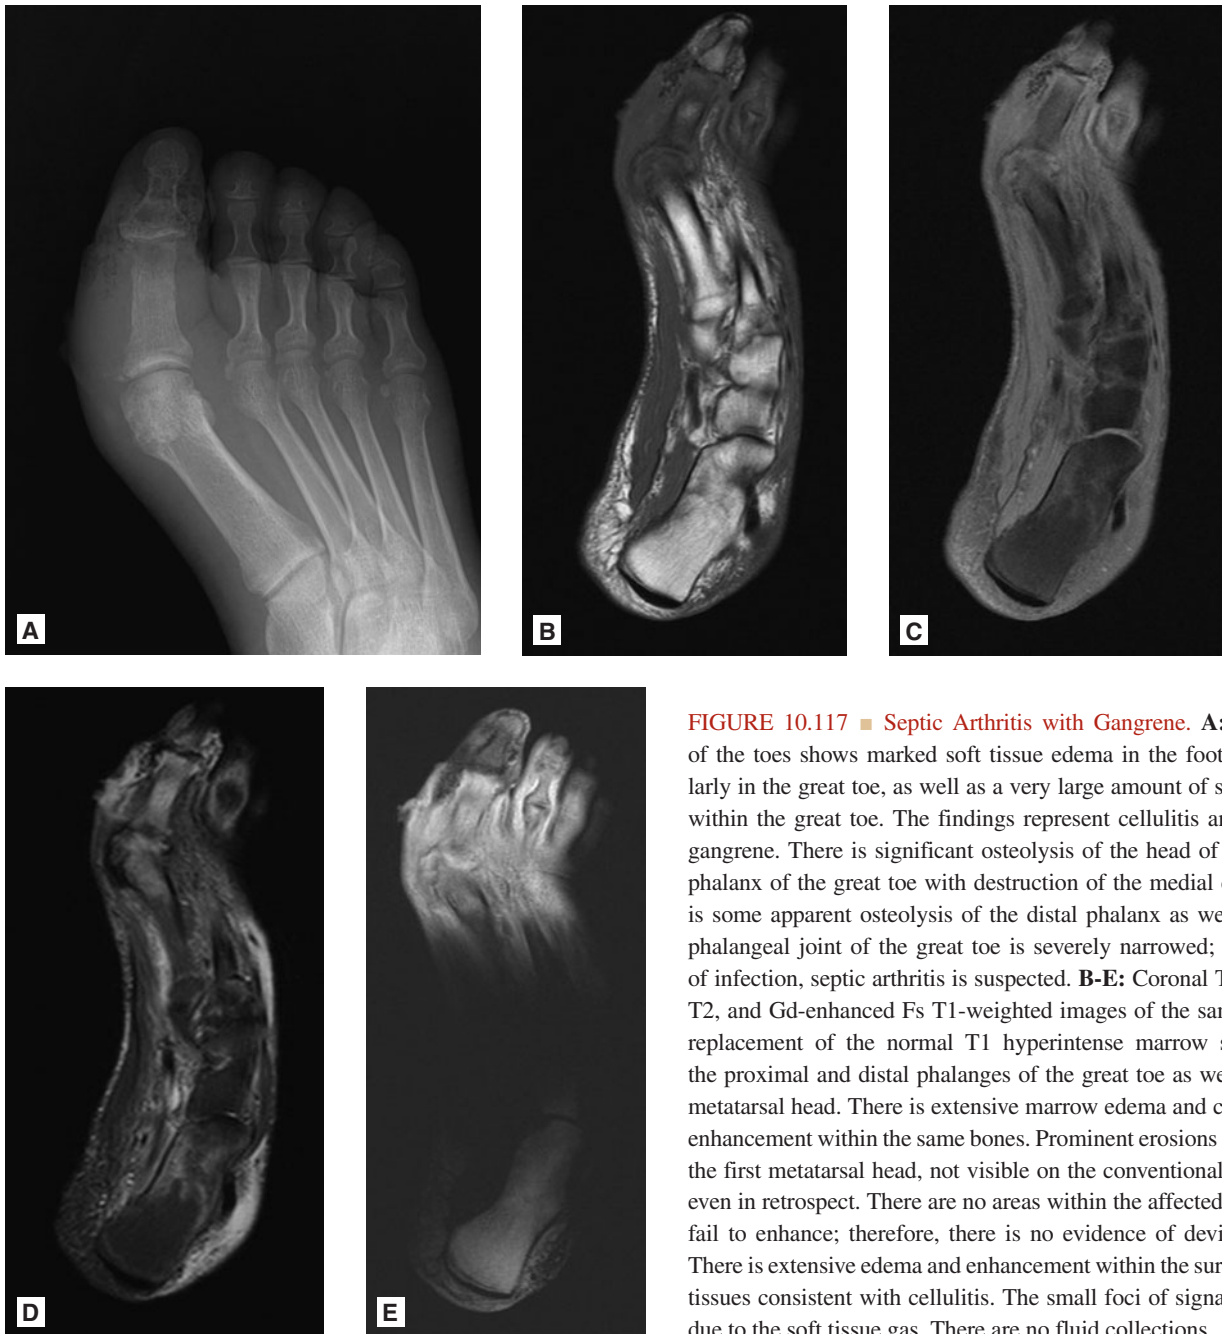 A
B
C
D
E
FIGURE 10.117 ■ Septic Arthritis with Gangrene. A:
of the toes shows marked soft tissue edema in the foot
larly in the great toe, as well as a very large amount of s
within the great toe. The findings represent cellulitis an
gangrene. There is significant osteolysis of the head of
phalanx of the great toe with destruction of the medial
is some apparent osteolysis of the distal phalanx as we
phalangeal joint of the great toe is severely narrowed;
of infection, septic arthritis is suspected. B-E: Coronal T
T2, and Gd-enhanced Fs T1-weighted images of the sar
replacement of the normal T1 hyperintense marrow s
the proximal and distal phalanges of the great toe as we
metatarsal head. There is extensive marrow edema and c
enhancement within the same bones. Prominent erosions
the first metatarsal head, not visible on the conventional
even in retrospect. There are no areas within the affected
fail to enhance; therefore, there is no evidence of devi
There is extensive edema and enhancement within the sur
tissues consistent with cellulitis. The small foci of signa
due to the soft tissue gas. There are no fluid collections